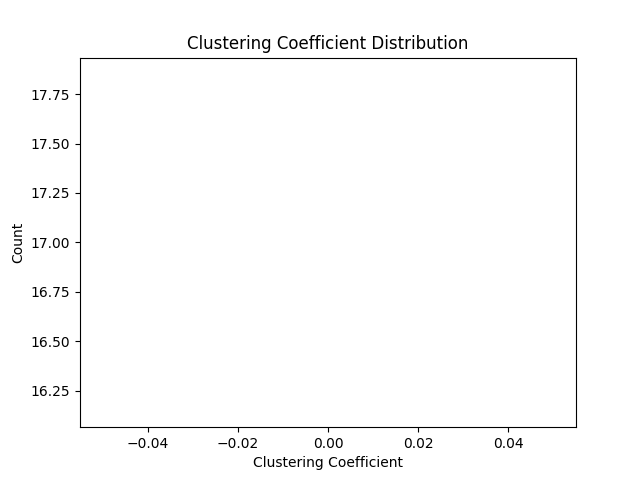 Clustering Coefficient Distribution
17.75
17.50
17.25
17.00
16.75
16.50
16.25
Count
−0.04 −0.02 0.00 0.02 0.04
Clustering Coefficient